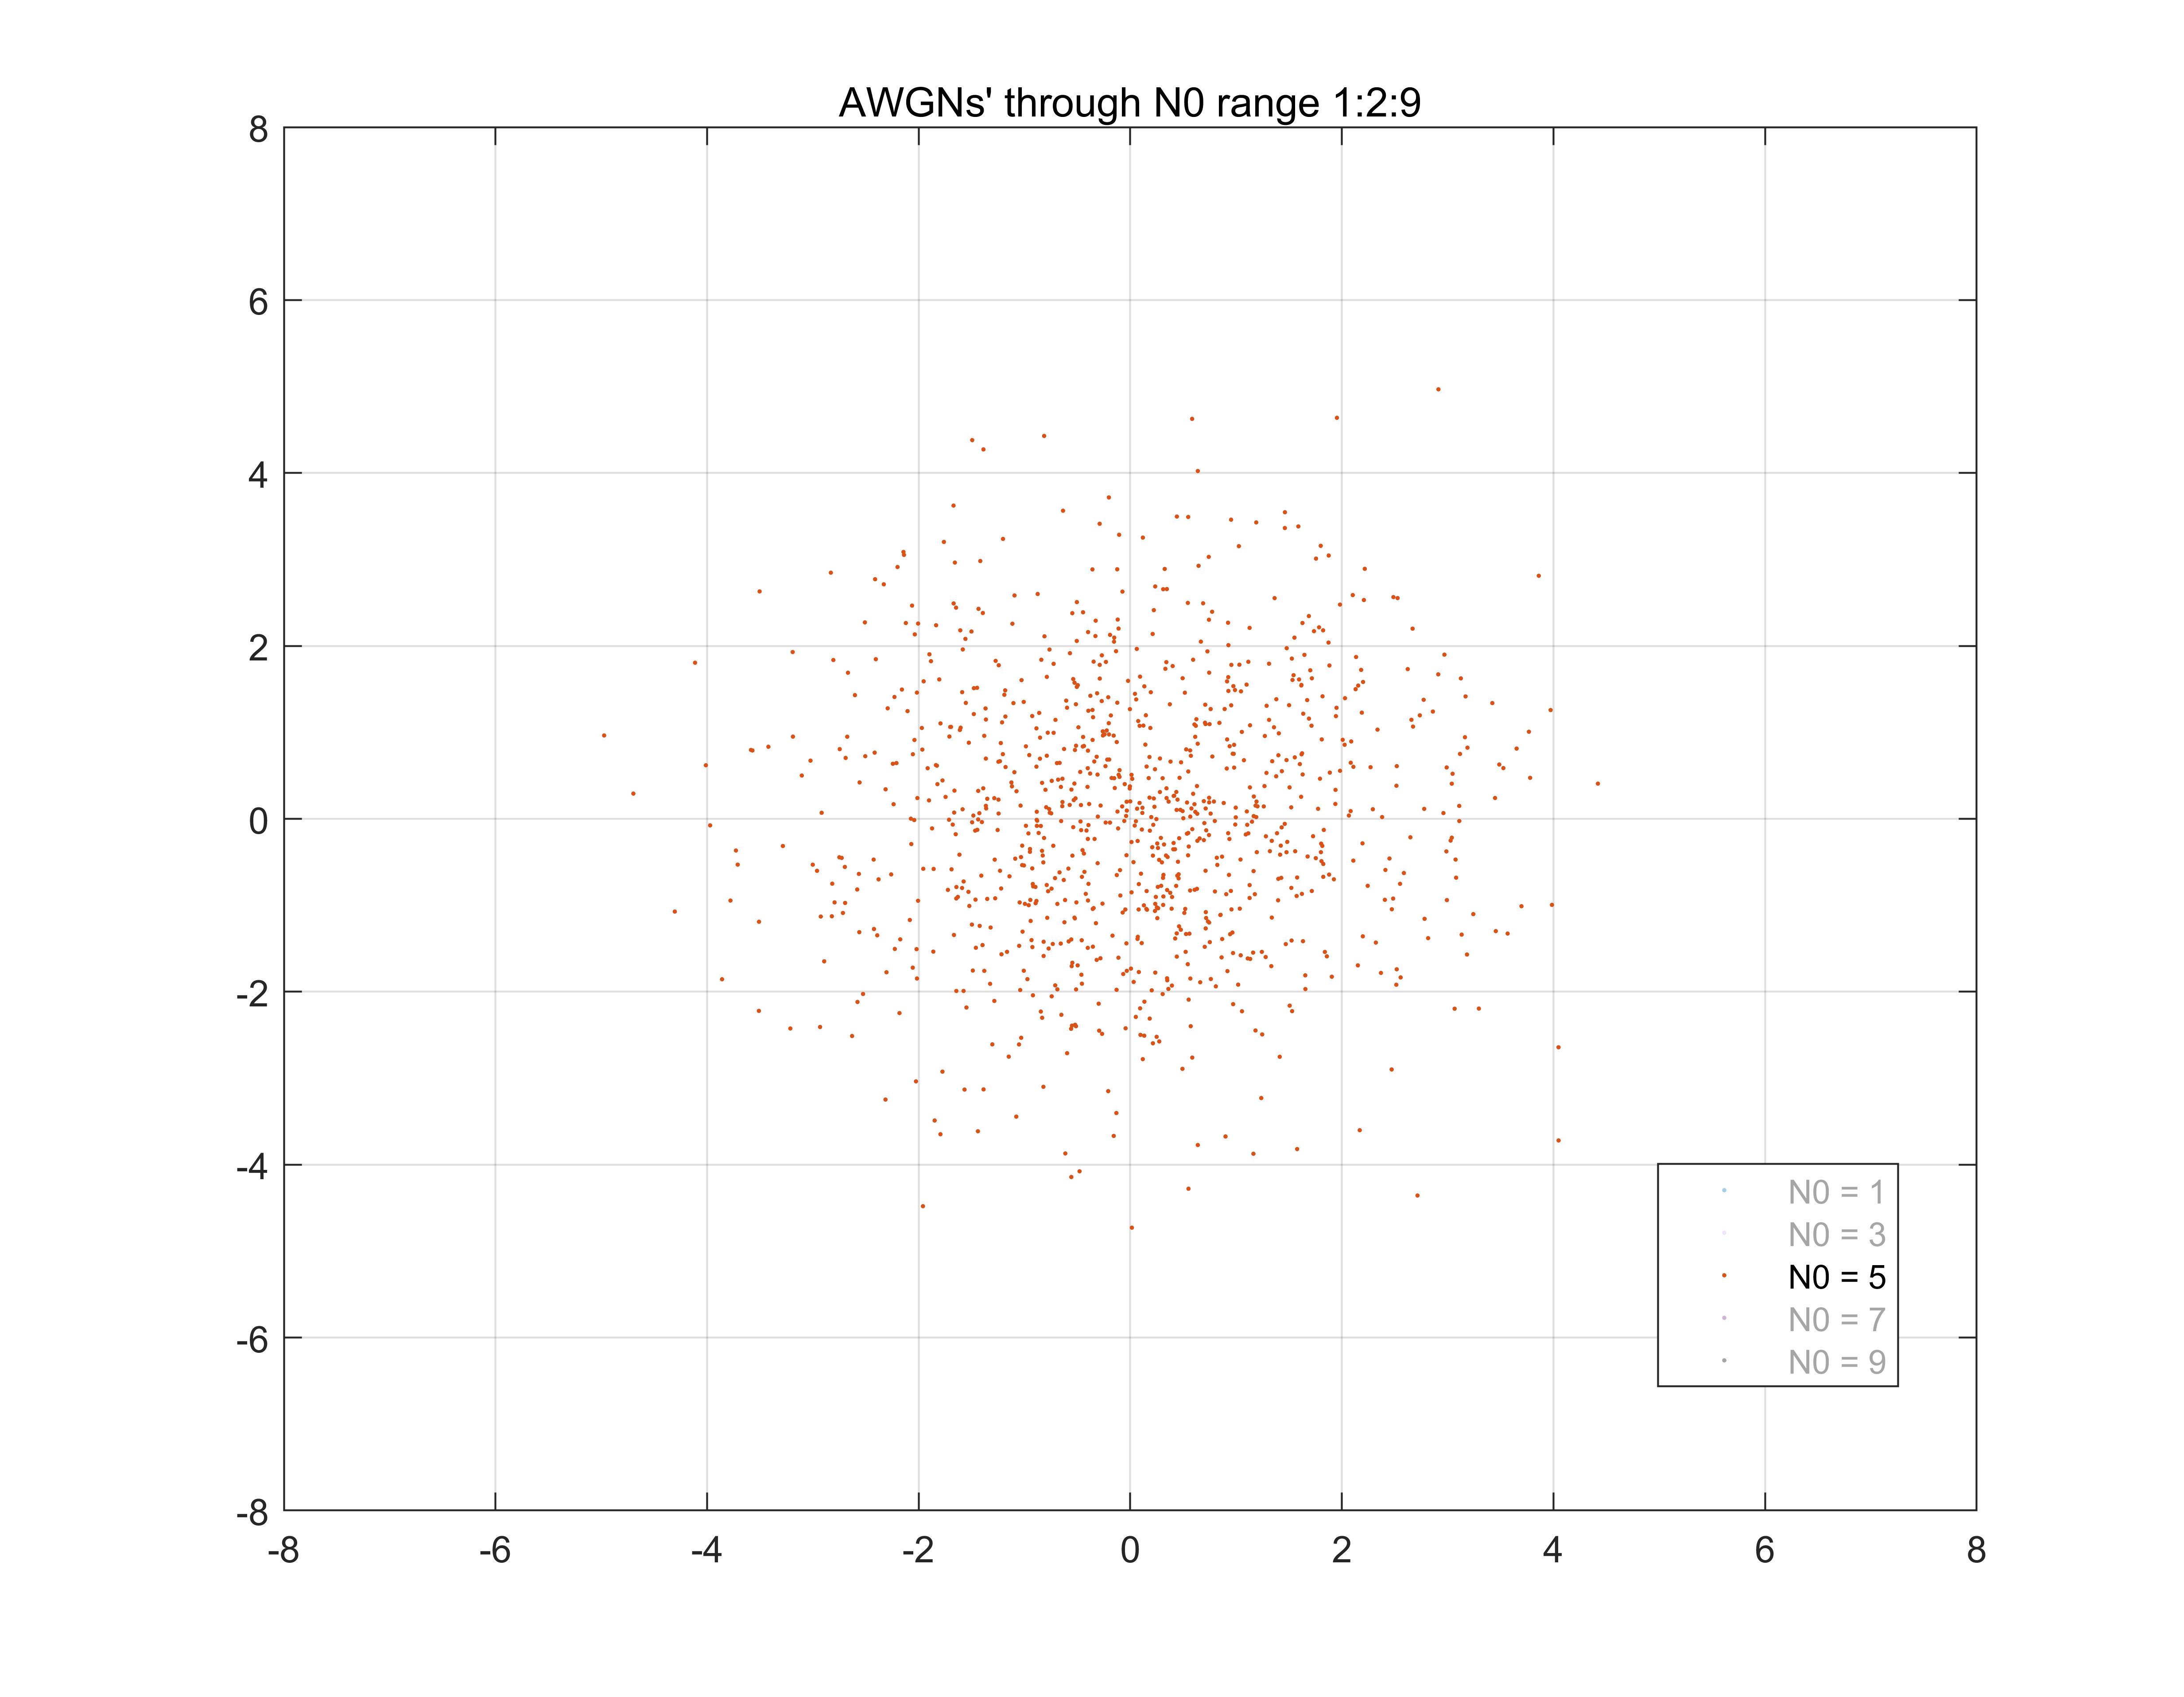 AWGNs' through N0 range 1:2:9
8
6
4
2
0
-2
-4
-6
-8
-8 -6 -4 -2 0 2 4 6 8
N0 = 1
N0 = 3
N0 = 5
N0 = 7
N0 = 9